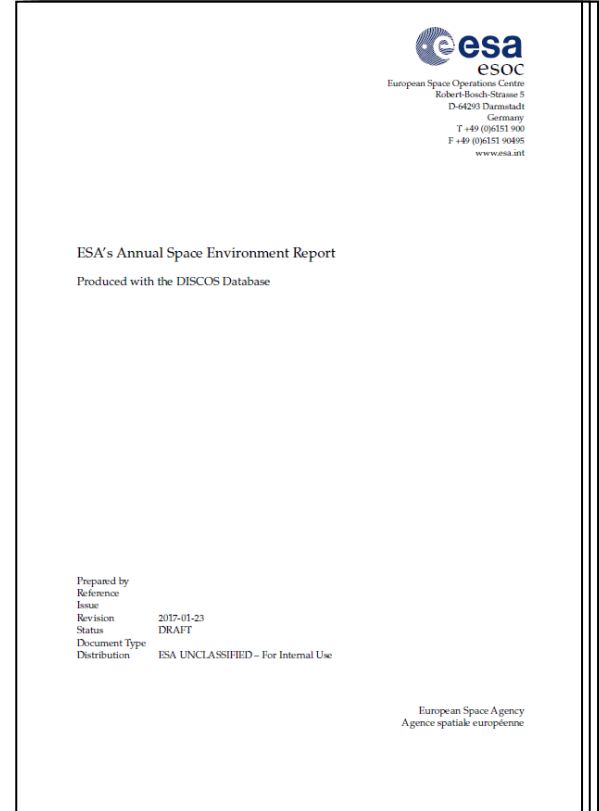 esa
esoc
European Space Operations Centre
Robert-Bosch-Strasse 5
D-64293 Darmstadt
Germany
T +49 (0)6151 900
F +49 (0)6151 90495
www.esa.int
ESA's Annual Space Environment Report
Produced with the DISCOS Database
Prepared by
Reference
Issue
Revision 2017-01-23
Status DRAFT
Document Type
Distribution ESA UNCLASSIFIED – For Internal Use
European Space Agency
Agence spatiale européenne